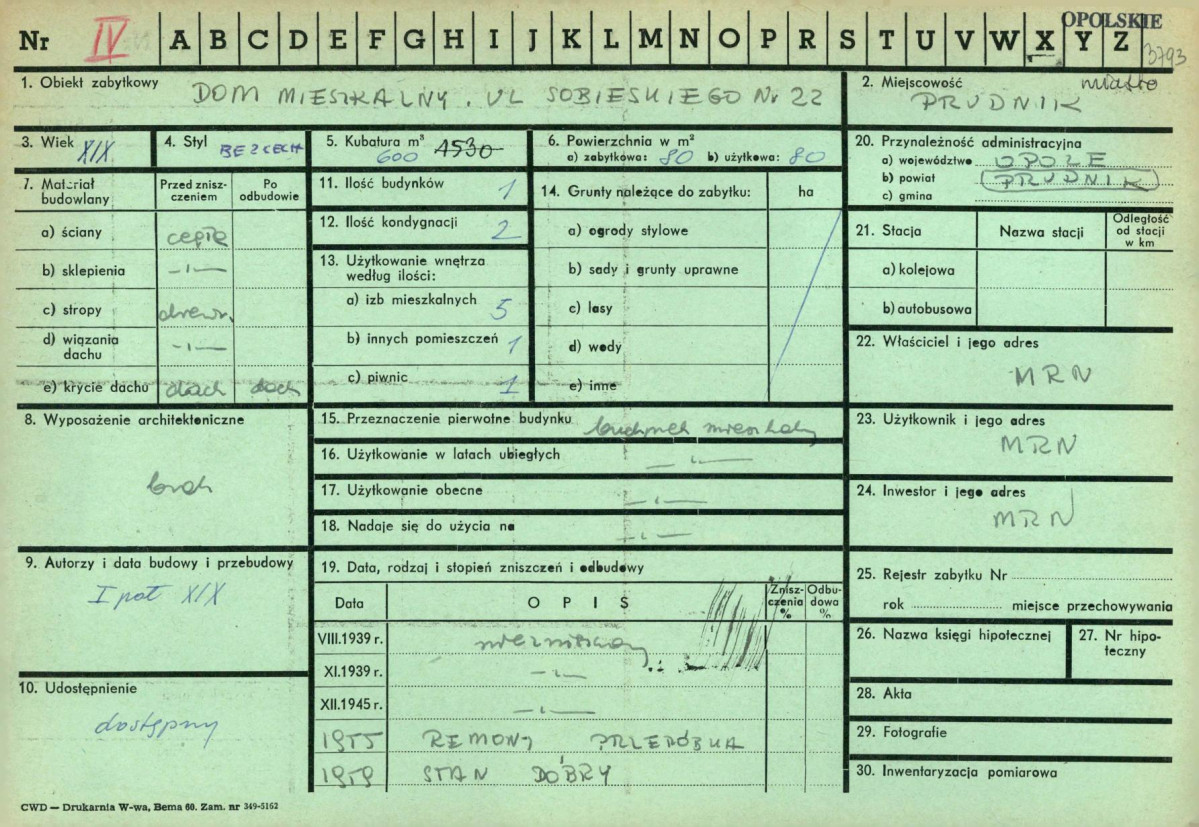 OPOLSKIE
Nr IV A B C D E F G H I J K L M N O P R S T U V W X Y Z
3793
1. Obiekt zabytkowy DOM MIESZKALNY. UL SOBIESKIEGO Nr 22
2. Miejscowość miasto
PRUDNIK
3. Wiek XIX
4. Styl BEZ CECH
5. Kubatura m³
600 4530
6. Powierzchnia w m²
a) zabytkowa: 80 b) użytkowa: 80
20. Przynależność administracyjna
a) województwo OPOLE
b) powiat PRUDNIK
c) gmina
7. Materiał budowlany
Przed zniszczeniem
Po odbudowie
a) ściany cegła
b) sklepienia -"-
c) stropy drewn.
d) wiązania dachu -"-
e) krycie dachu dach dach
11. Ilość budynków 1
12. Ilość kondygnacji 2
13. Użytkowanie wnętrza
według ilości:
a) izb mieszkalnych 5
b) innych pomieszczeń 1
c) piwnic 1
14. Grunty należące do zabytku: ha
a) ogrody stylowe
b) sady i grunty uprawne
c) lasy
d) wody
e) inne
21. Stacja Nazwa stacji
Odległość
od stacji
w km
a) kolejowa
b) autobusowa
22. Właściciel i jego adres
MRN
8. Wyposażenie architektoniczne
brak
15. Przeznaczenie pierwotne budynku budynek mieszkalny
16. Użytkowanie w latach ubiegłych -"-
17. Użytkowanie obecne -"-
18. Nadaje się do użycia na -"-
23. Użytkownik i jego adres
MRN
24. Inwestor i jego adres
MRN
9. Autorzy i data budowy i przebudowy
I poł XIX
10. Udostępnienie
dostępny
19. Data, rodzaj i stopień zniszczeń i odbudowy
Data OPIS
Zniszczenia %
Odbudowa %
VIII.1939 r.
XI.1939 r. -"-
XII.1945 r. -"-
1955 REMONT PRZERÓBKA
1959 STAN DOBRY
25. Rejestr zabytku Nr
rok miejsce przechowywania
26. Nazwa księgi hipotecznej
27. Nr hipoteczny
28. Akta
29. Fotografie
30. Inwentaryzacja pomiarowa
CWD — Drukarnia W-wa, Bema 60. Zam. nr 349-5162